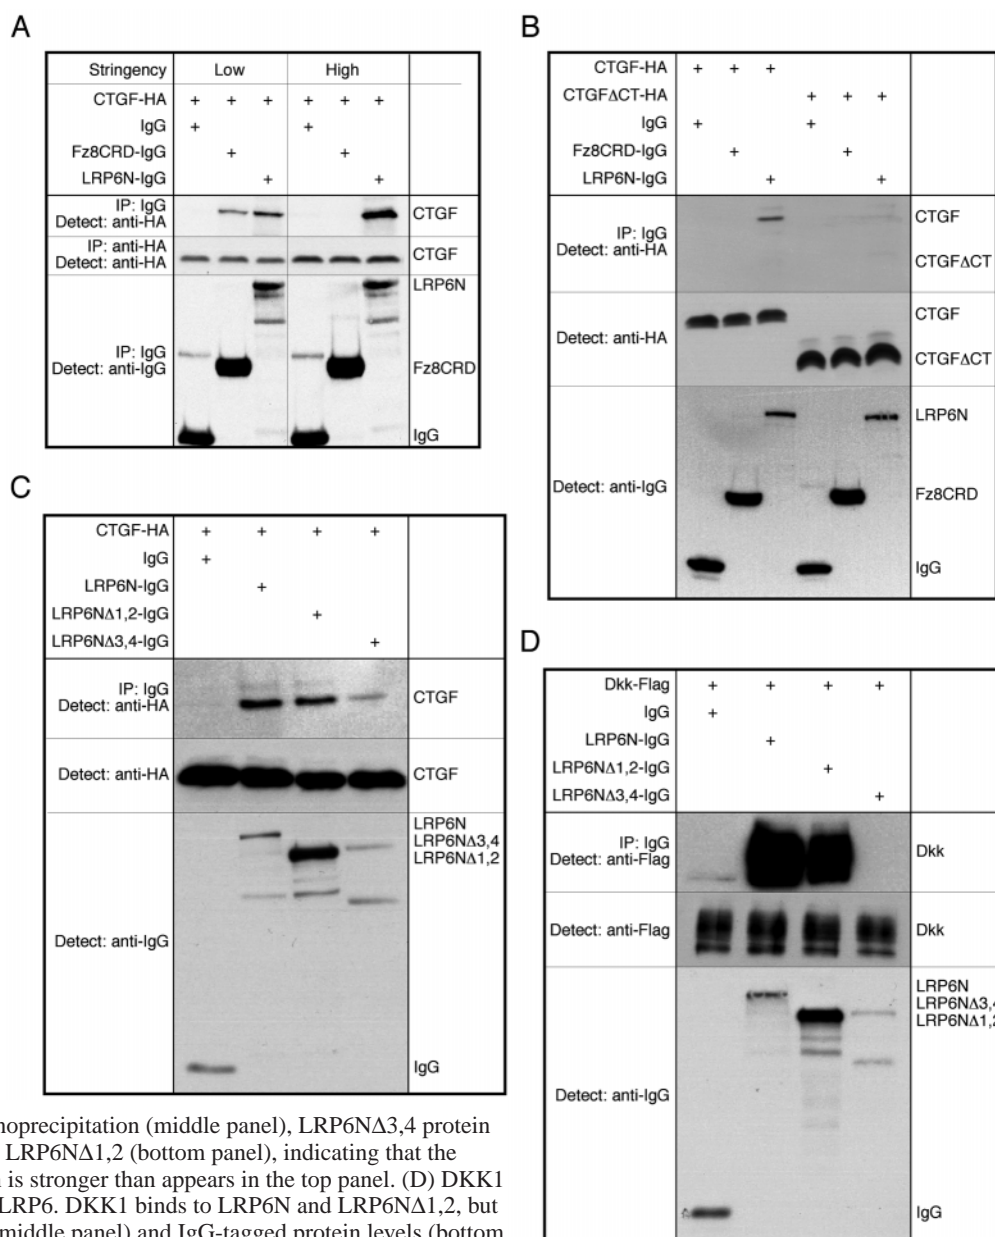 A
Stringency Low High
CTGF-HA + + + + + +
IgG + +
Fz8CRD-IgG + +
LRP6N-IgG + +
IP: IgG
Detect: anti-HA
CTGF
IP: anti-HA
Detect: anti-HA
CTGF
LRP6N
IP: IgG
Detect: anti-IgG
Fz8CRD
IgG
B
CTGF-HA + + +
CTGFΔCT-HA + + +
IgG + +
Fz8CRD-IgG + +
LRP6N-IgG + +
IP: IgG
Detect: anti-HA
CTGF
CTGFΔCT
Detect: anti-HA
CTGF
CTGFΔCT
LRP6N
Detect: anti-IgG
Fz8CRD
IgG
C
CTGF-HA + + + +
IgG +
LRP6N-IgG +
LRP6NΔ1,2-IgG +
LRP6NΔ3,4-IgG +
IP: IgG
Detect: anti-HA
CTGF
Detect: anti-HA
CTGF
LRP6N
LRP6NΔ3,4
LRP6NΔ1,2
Detect: anti-IgG
IgG
D
Dkk-Flag + + + +
IgG +
LRP6N-IgG +
LRP6NΔ1,2-IgG +
LRP6NΔ3,4-IgG +
IP: IgG
Detect: anti-Flag
Dkk
Detect: anti-Flag
Dkk
LRP6N
LRP6NΔ3,4
LRP6NΔ1,2
Detect: anti-IgG
IgG
noprecipitation (middle panel), LRP6NΔ3,4 protein
LRP6NΔ1,2 (bottom panel), indicating that the
is stronger than appears in the top panel. (D) DKK1
LRP6. DKK1 binds to LRP6N and LRP6NΔ1,2, but
middle panel) and IgG-tagged protein levels (bottom